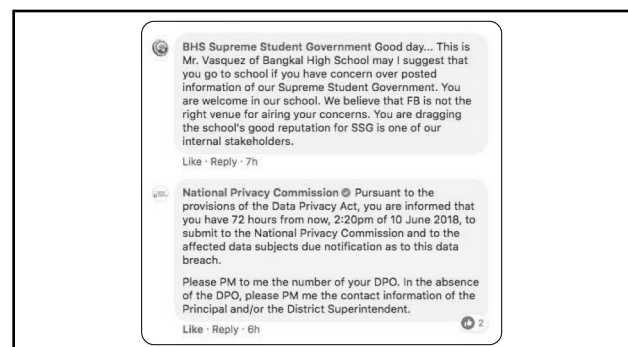 BHS Supreme Student Government Good day... This is
Mr. Vasquez of Bangkal High School may I suggest that
you go to school if you have concern over posted
information of our Supreme Student Government. You
are welcome in our school. We believe that FB is not the
right venue for airing your concerns. You are dragging
the school's good reputation for SSG is one of our
internal stakeholders.
Like · Reply · 7h
National Privacy Commission Pursuant to the
provisions of the Data Privacy Act, you are informed that
you have 72 hours from now, 2:20pm of 10 June 2018, to
submit to the National Privacy Commission and to the
affected data subjects due notification as to this data
breach.
Please PM to me the number of your DPO. In the absence
of the DPO, please PM me the contact information of the
Principal and/or the District Superintendent.
2
Like · Reply · 6h